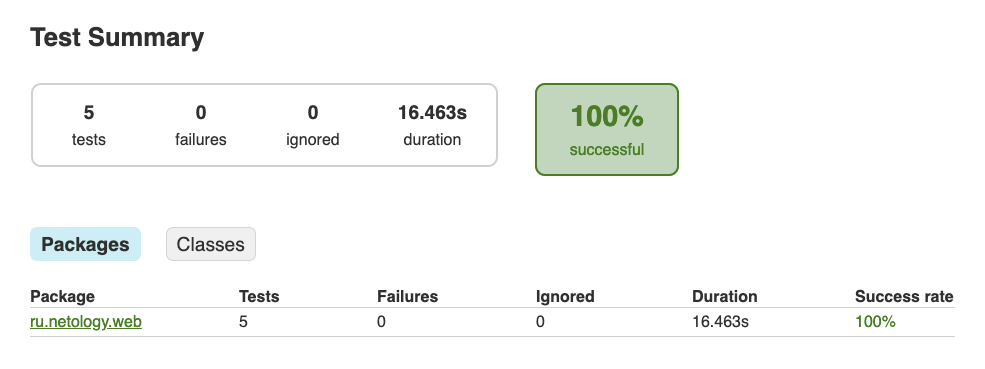 Test Summary
5 0 0 16.463s
tests failures ignored duration
100%
successful
Packages Classes
Package Tests Failures Ignored Duration Success rate
ru.netology.web 5 0 0 16.463s 100%